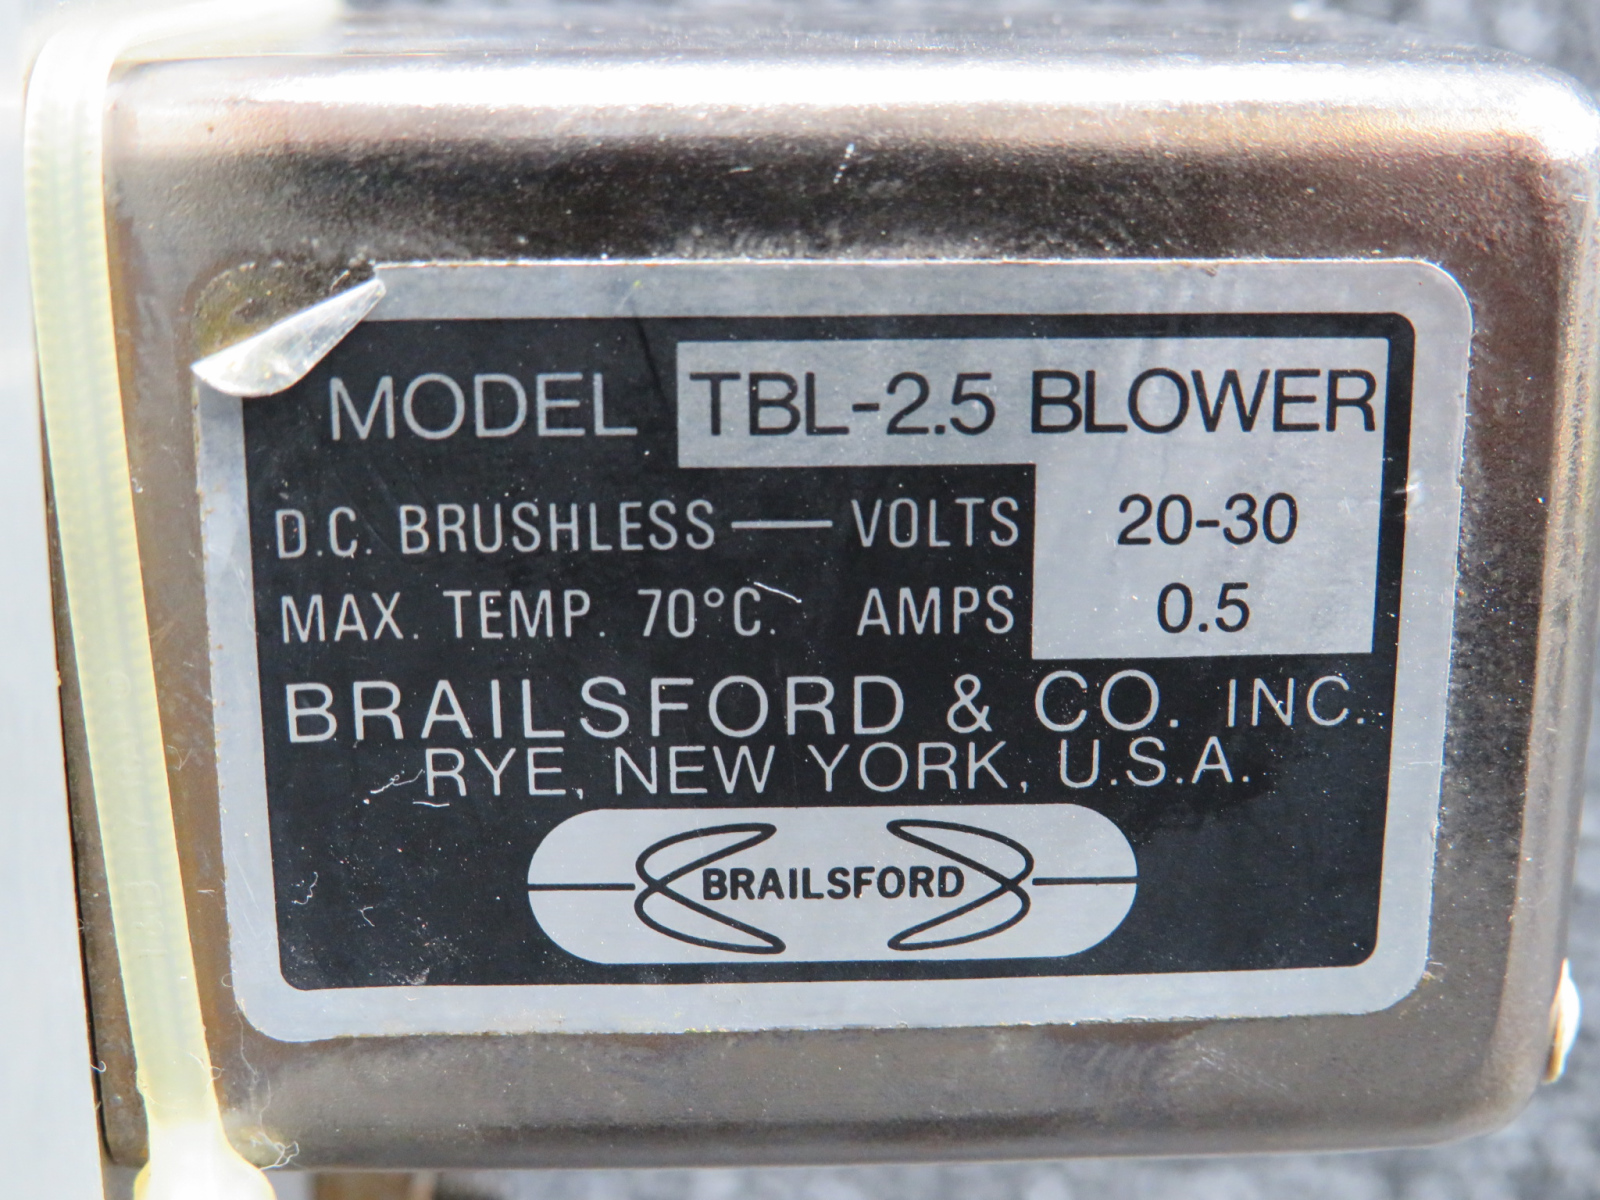 MODEL TBL-2.5 BLOWER
D.C. BRUSHLESS — VOLTS 20-30
MAX. TEMP. 70°C. AMPS 0.5
BRAILSFORD & CO. INC.
RYE, NEW YORK, U.S.A.
BRAILSFORD